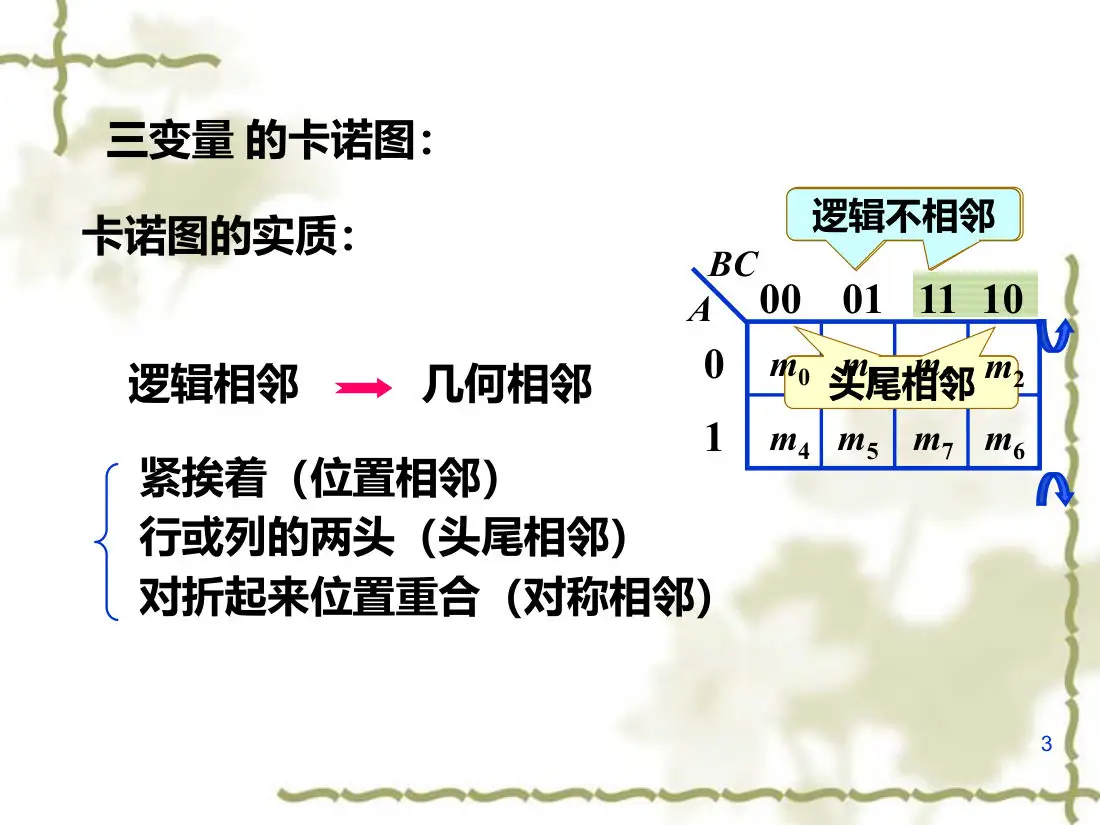 三变量 的卡诺图：
卡诺图的实质：
逻辑相邻 几何相邻
紧挨着（位置相邻）
行或列的两头（头尾相邻）
对折起来位置重合（对称相邻）
逻辑不相邻
BC
A
00 01 11 10
0 m0 m m m2
头尾相邻
1 m4 m5 m7 m6
3